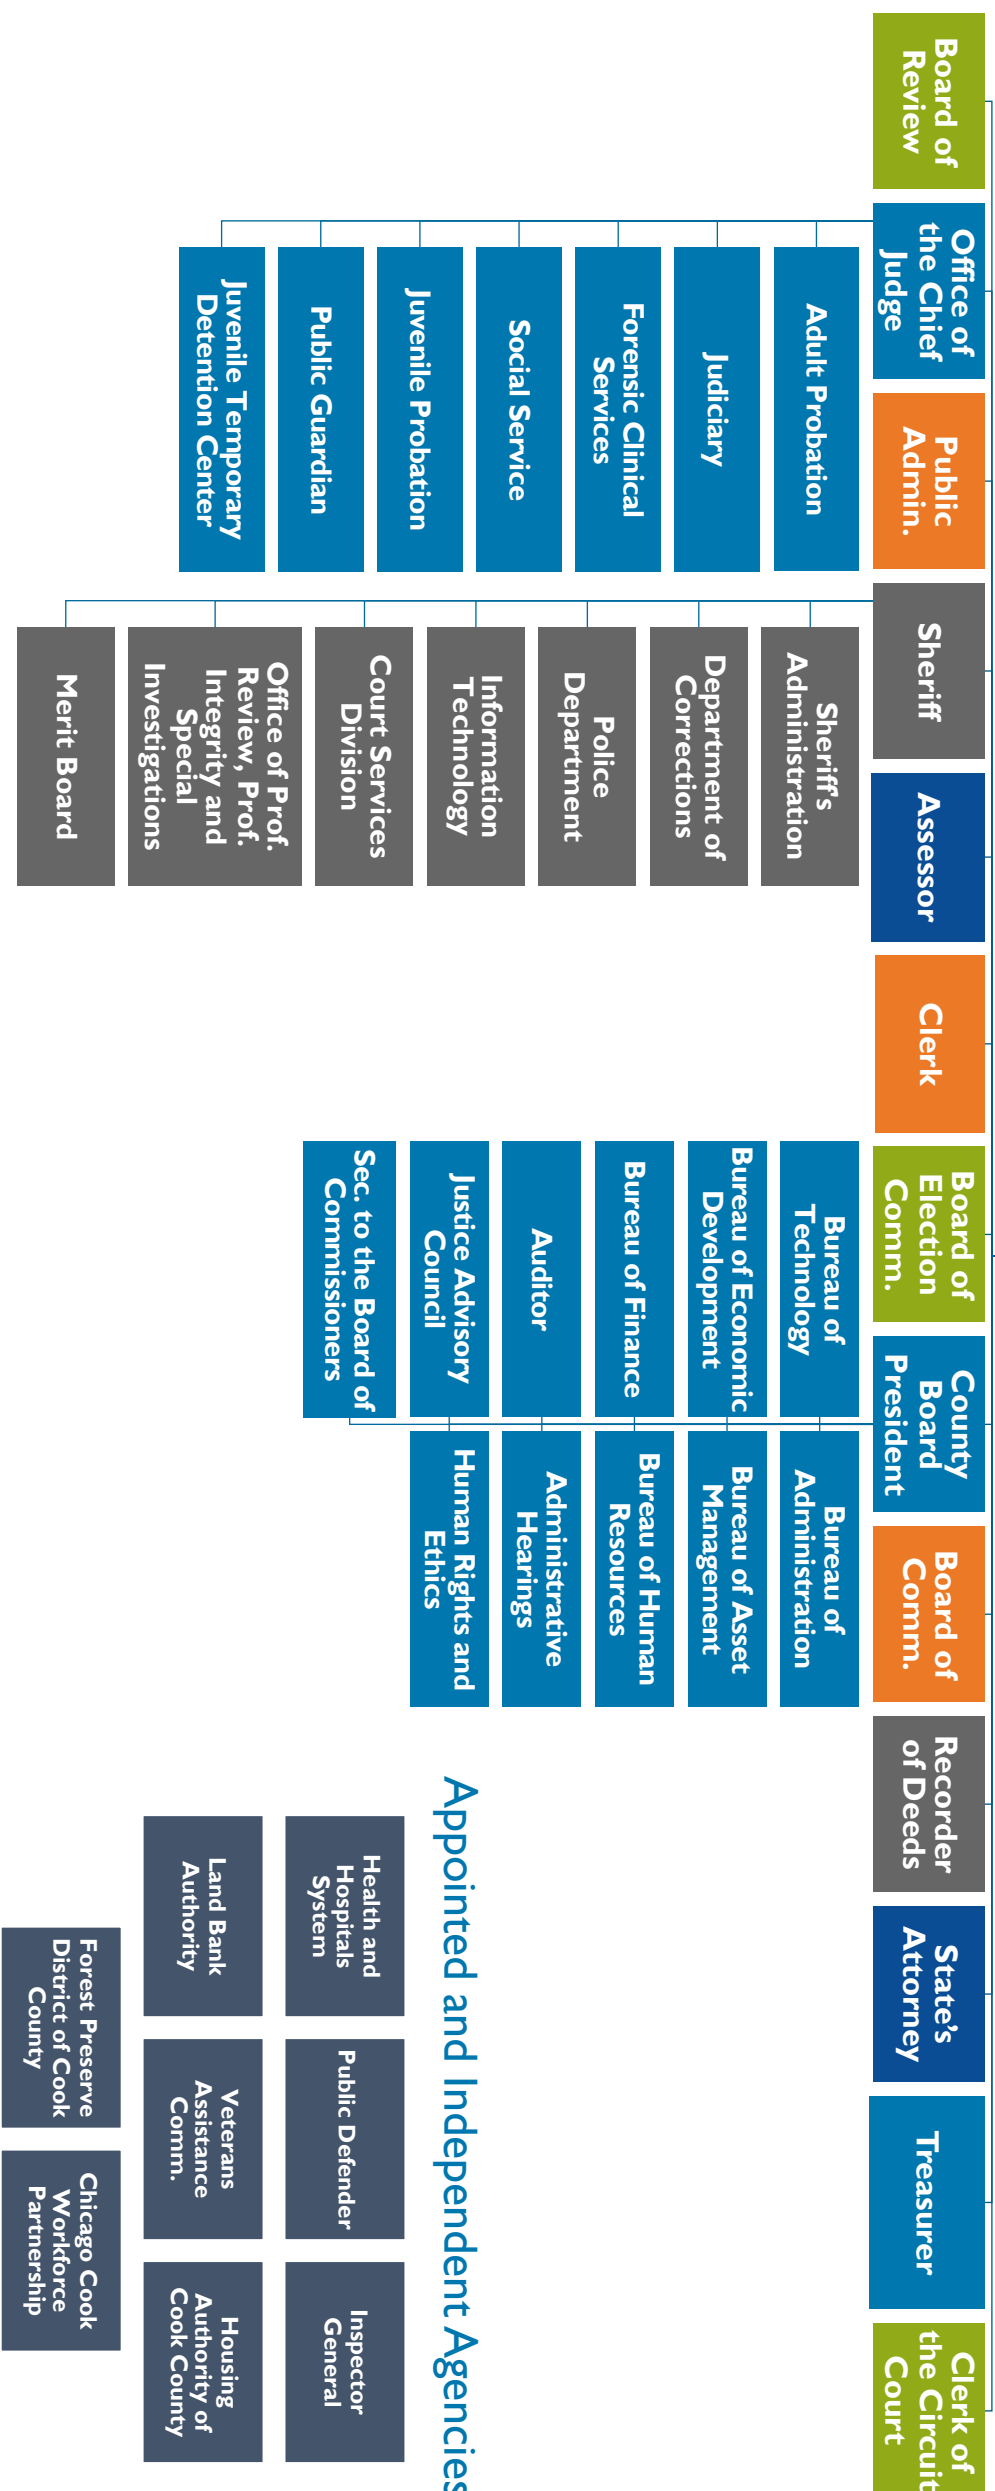 Board of
Review
Office of
the Chief
Judge
Public
Admin.
Sheriff
Assessor
Clerk
Board of
Election
Comm.
County
Board
President
Board of
Comm.
Recorder
of Deeds
State's
Attorney
Treasurer
Clerk of
the Circuit
Court
Adult Probation
Judiciary
Forensic Clinical
Services
Social Service
Juvenile Probation
Public Guardian
Juvenile Temporary
Detention Center
Sheriff's
Administration
Department of
Corrections
Police
Department
Information
Technology
Court Services
Division
Office of Prof.
Review, Prof.
Integrity and
Special
Investigations
Merit Board
Bureau of
Technology
Bureau of
Administration
Bureau of Economic
Development
Bureau of Asset
Management
Bureau of Finance
Bureau of Human
Resources
Auditor
Administrative
Hearings
Justice Advisory
Council
Human Rights and
Ethics
Sec. to the Board of
Commissioners
Appointed and Independent Agencies
Health and
Hospitals
System
Public Defender
Inspector
General
Land Bank
Authority
Veterans
Assistance
Comm.
Housing
Authority of
Cook County
Forest Preserve
District of Cook
County
Chicago Cook
Workforce
Partnership